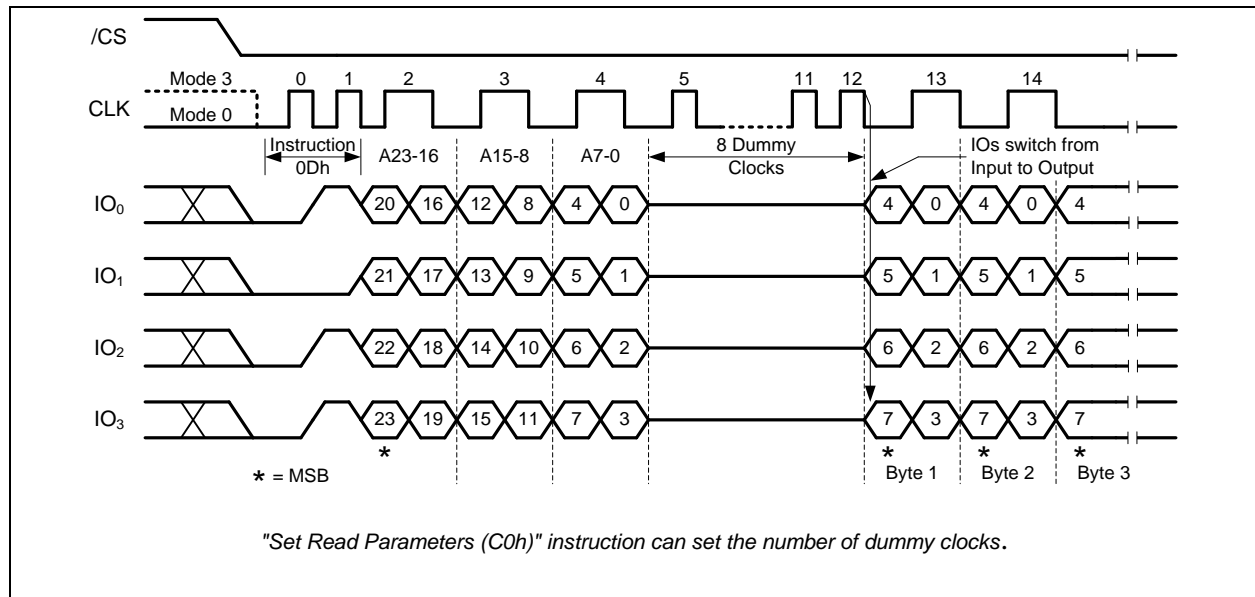 /CS
Mode 3 0 1 2 3 4 5 11 12 13 14
CLK Mode 0
Instruction 0Dh A23-16 A15-8 A7-0 8 Dummy Clocks IOs switch from Input to Output
IO₀ 20 16 12 8 4 0 4 0 4 0 4
IO₁ 21 17 13 9 5 1 5 1 5 1 5
IO₂ 22 18 14 10 6 2 6 2 6 2 6
IO₃ 23 19 15 11 7 3 7 3 7 3 7
* * * *
* = MSB Byte 1 Byte 2 Byte 3
"Set Read Parameters (C0h)" instruction can set the number of dummy clocks.